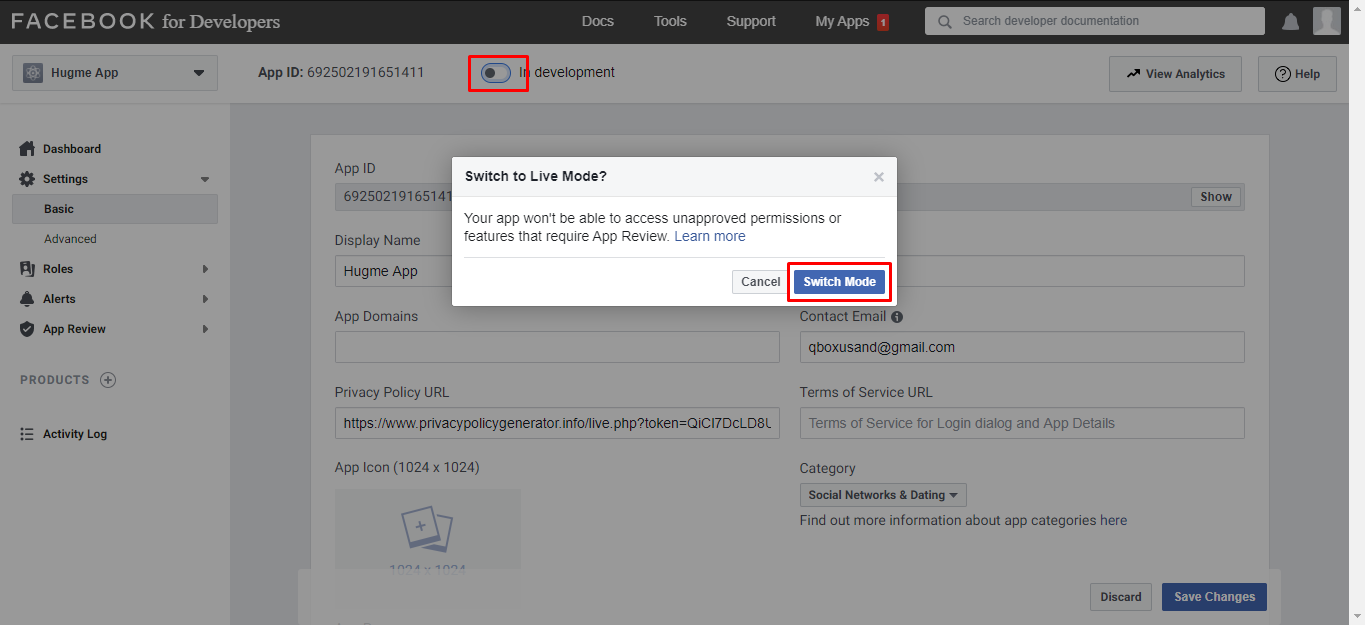 FACEBOOK for Developers
Docs
Tools
Support
My Apps 1
Search developer documentation
Hugme App
App ID: 692502191651411
In development
View Analytics
Help
Dashboard
Settings
Basic
Advanced
Roles
Alerts
App Review
PRODUCTS
Activity Log
App ID
69250219165141
Show
Switch to Live Mode?
Your app won't be able to access unapproved permissions or
features that require App Review. Learn more
Cancel
Switch Mode
Display Name
Hugme App
App Domains
Contact Email
qboxusand@gmail.com
Privacy Policy URL
https://www.privacypolicygenerator.info/live.php?token=QiCI7DcLD8U
Terms of Service URL
Terms of Service for Login dialog and App Details
App Icon (1024 x 1024)
1024 x 1024
Category
Social Networks & Dating
Find out more information about app categories here
Discard
Save Changes